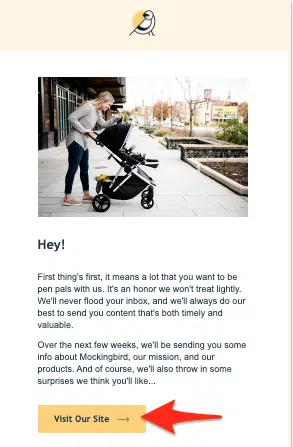 Hey!
First thing's first, it means a lot that you want to be
pen pals with us. It's an honor we won't treat lightly.
We'll never flood your inbox, and we'll always do our
best to send you content that's both timely and
valuable.
Over the next few weeks, we'll be sending you some
info about Mockingbird, our mission, and our
products. And of course, we'll also throw in some
surprises we think you'll like...
Visit Our Site